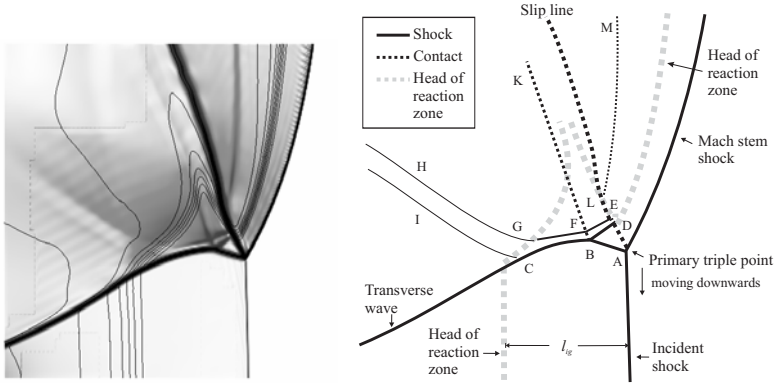 Slip line
Shock
Contact
Head of
reaction
zone
M
K
Head of
reaction
zone
Mach stem
shock
H
I
G
F
L
E
D
C
B
A
Primary triple point
moving downwards
Transverse
wave
Head of
reaction
zone
l_ig
Incident
shock